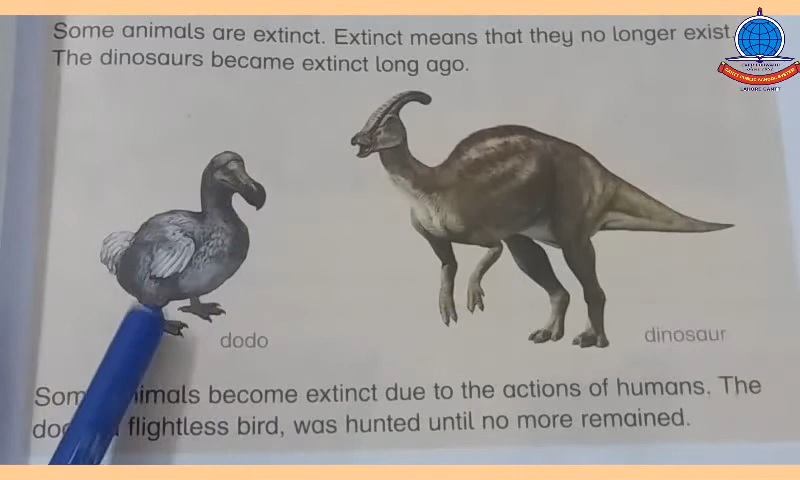 Some animals are extinct. Extinct means that they no longer exist
The dinosaurs became extinct long ago.
dodo
dinosaur
Som imals become extinct due to the actions of humans. The
do flightless bird, was hunted until no more remained.
LAHORE CANTT